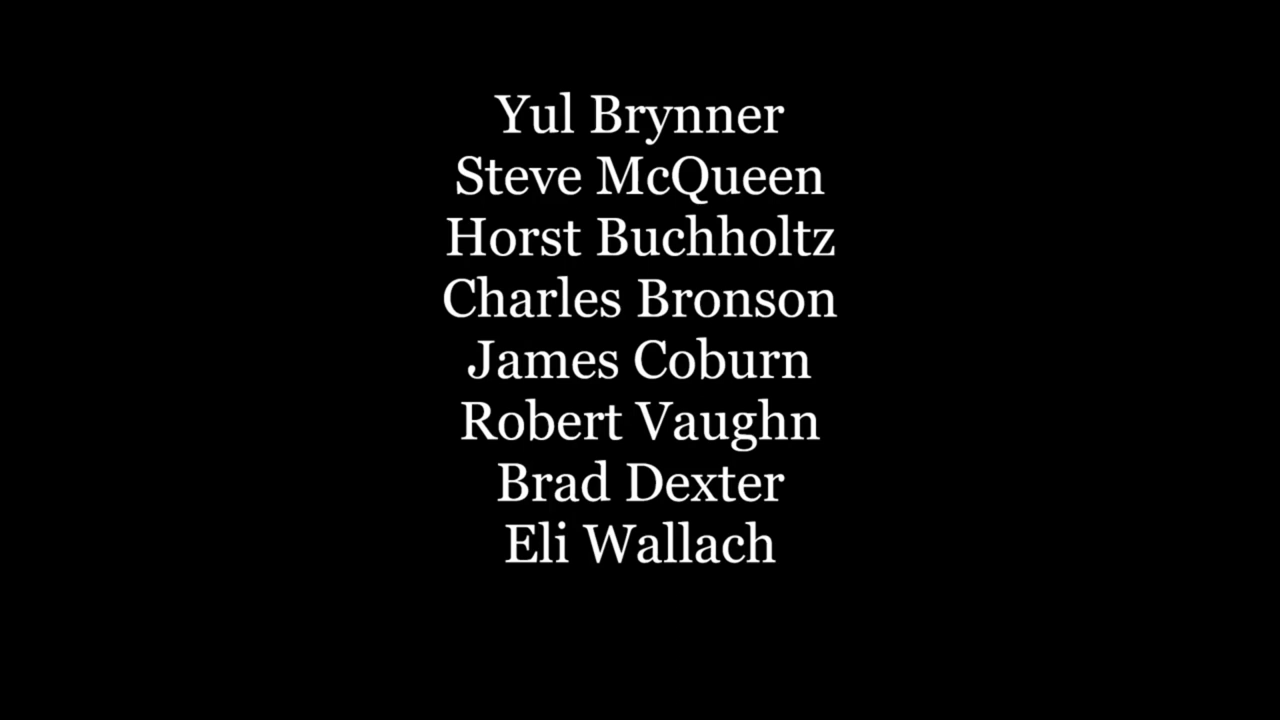 Yul Brynner
Steve McQueen
Horst Buchholtz
Charles Bronson
James Coburn
Robert Vaughn
Brad Dexter
Eli Wallach